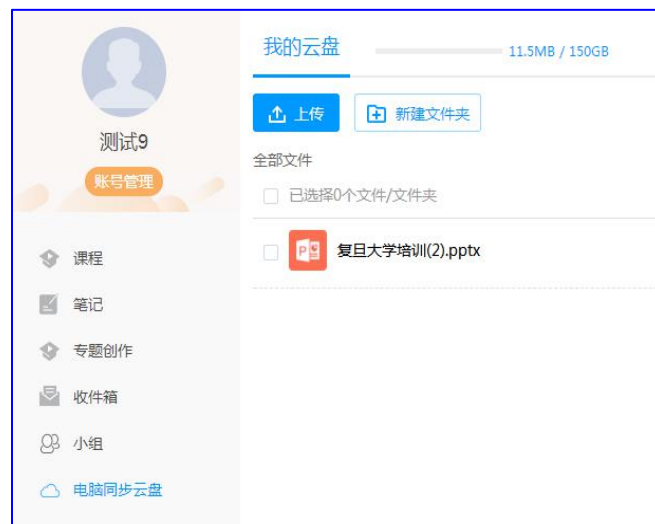 测试9
账号管理
课程
笔记
专题创作
收件箱
小组
电脑同步云盘
我的云盘
11.5MB / 150GB
上传
新建文件夹
全部文件
已选择0个文件/文件夹
复旦大学培训(2).pptx